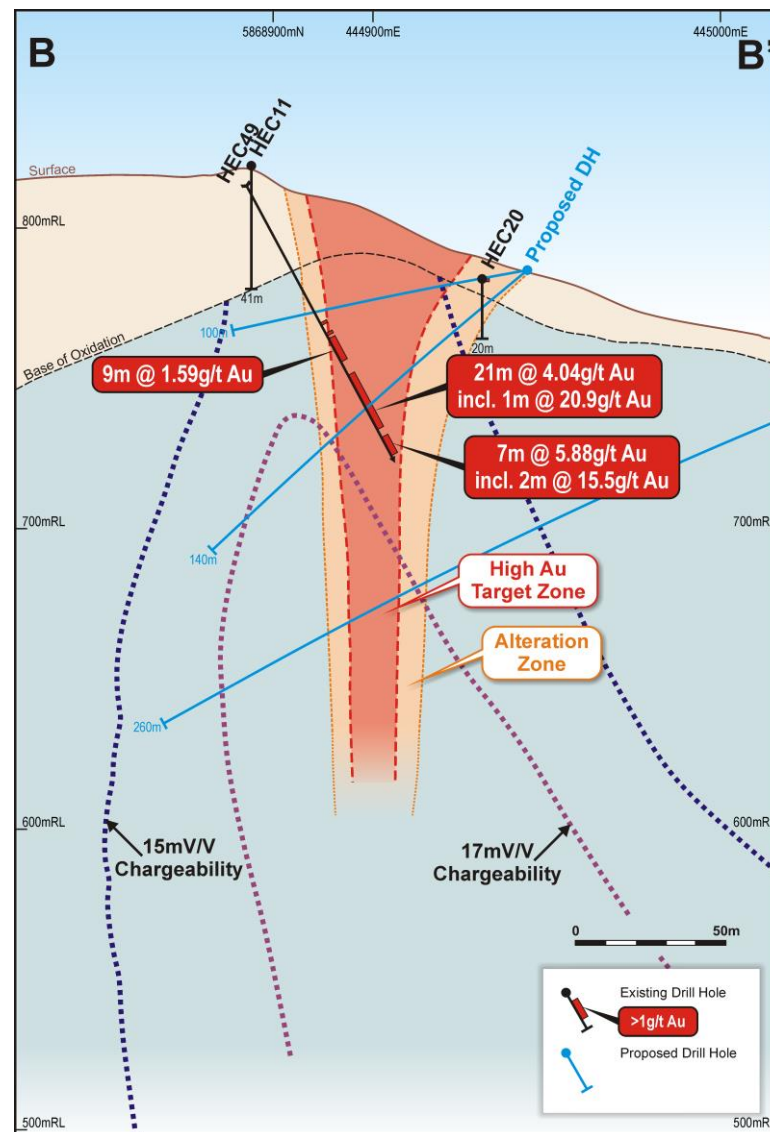 5868900mN
444900mE
445000mE
B
B'
HEC49
HEC11
Surface
Proposed DH
HEC20
800mRL
41m
100m
20m
Base of Oxidation
9m @ 1.59g/t Au
21m @ 4.04g/t Au
incl. 1m @ 20.9g/t Au
7m @ 5.88g/t Au
incl. 2m @ 15.5g/t Au
700mRL
700mRL
140m
High Au
Target Zone
Alteration
Zone
260m
600mRL
600mRL
15mV/V
Chargeability
17mV/V
Chargeability
0
50m
Existing Drill Hole
>1g/t Au
Proposed Drill Hole
500mRL
500mRL